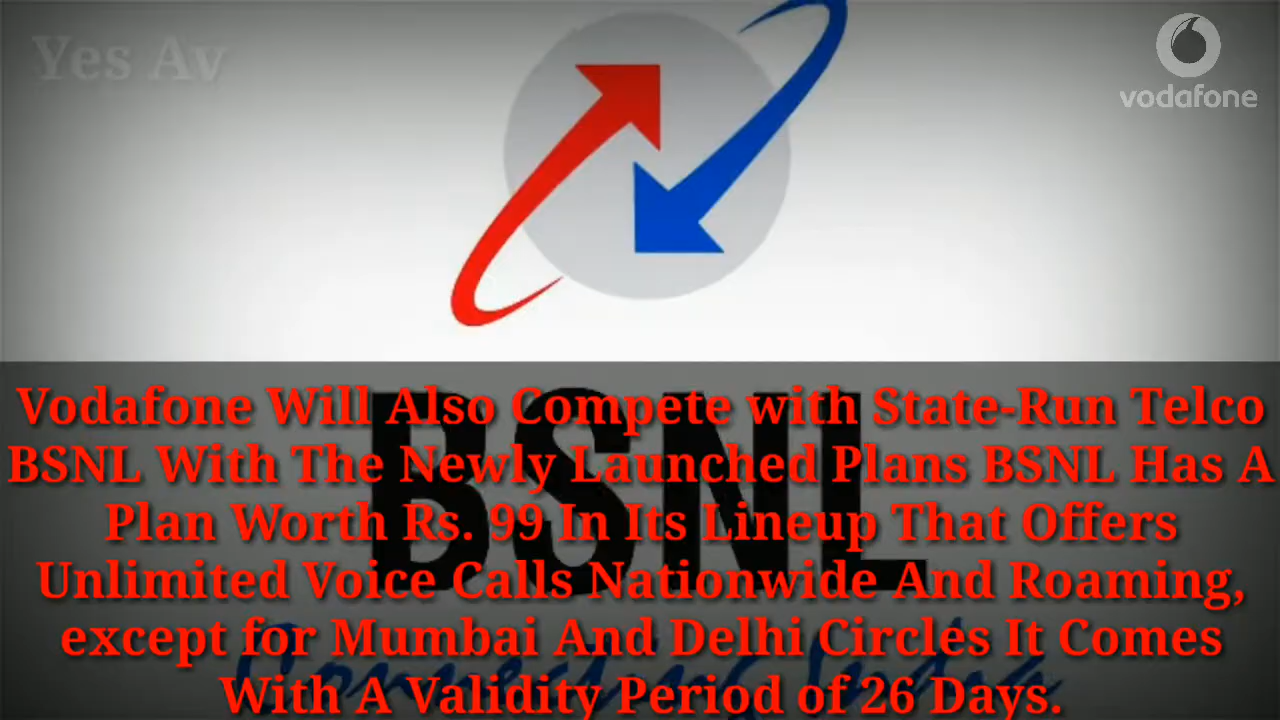 Yes Av
vodafone
BSNL
Vodafone Will Also Compete with State-Run Telco
BSNL With The Newly Launched Plans BSNL Has A
Plan Worth Rs. 99 In Its Lineup That Offers
Unlimited Voice Calls Nationwide And Roaming,
except for Mumbai And Delhi Circles It Comes
With A Validity Period of 26 Days.